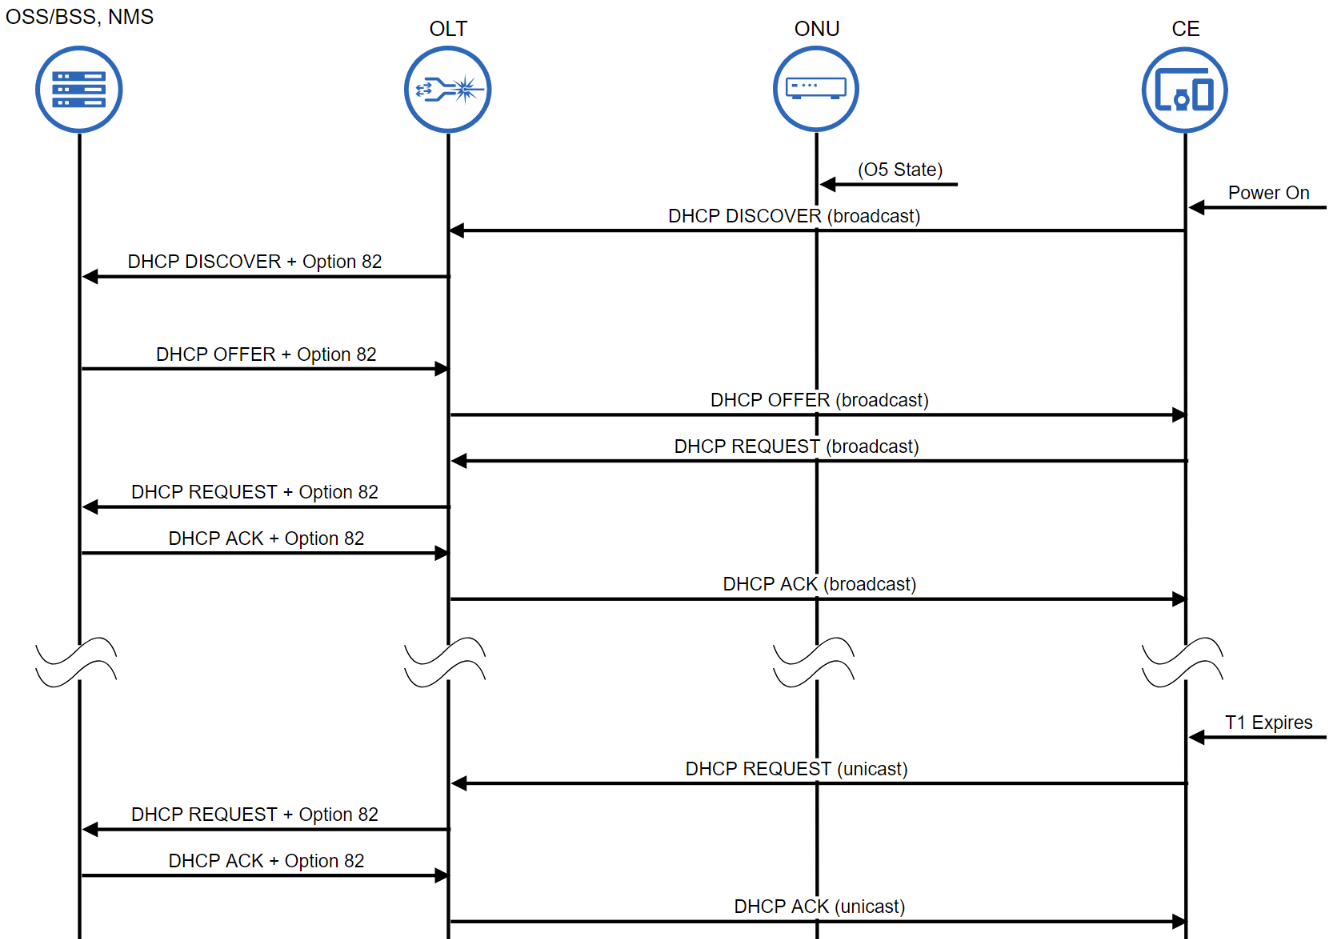 OSS/BSS, NMS
OLT
ONU
CE
(O5 State)
Power On
DHCP DISCOVER (broadcast)
DHCP DISCOVER + Option 82
DHCP OFFER + Option 82
DHCP OFFER (broadcast)
DHCP REQUEST (broadcast)
DHCP REQUEST + Option 82
DHCP ACK + Option 82
DHCP ACK (broadcast)
T1 Expires
DHCP REQUEST (unicast)
DHCP REQUEST + Option 82
DHCP ACK + Option 82
DHCP ACK (unicast)